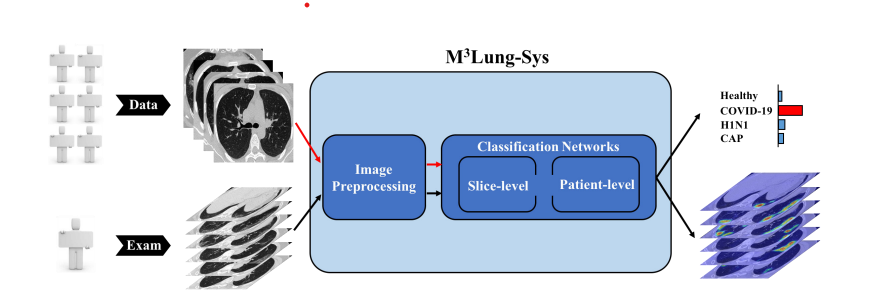 M³Lung-Sys
Data
Exam
Image
Preprocessing
Classification Networks
Slice-level
Patient-level
Healthy
COVID-19
H1N1
CAP